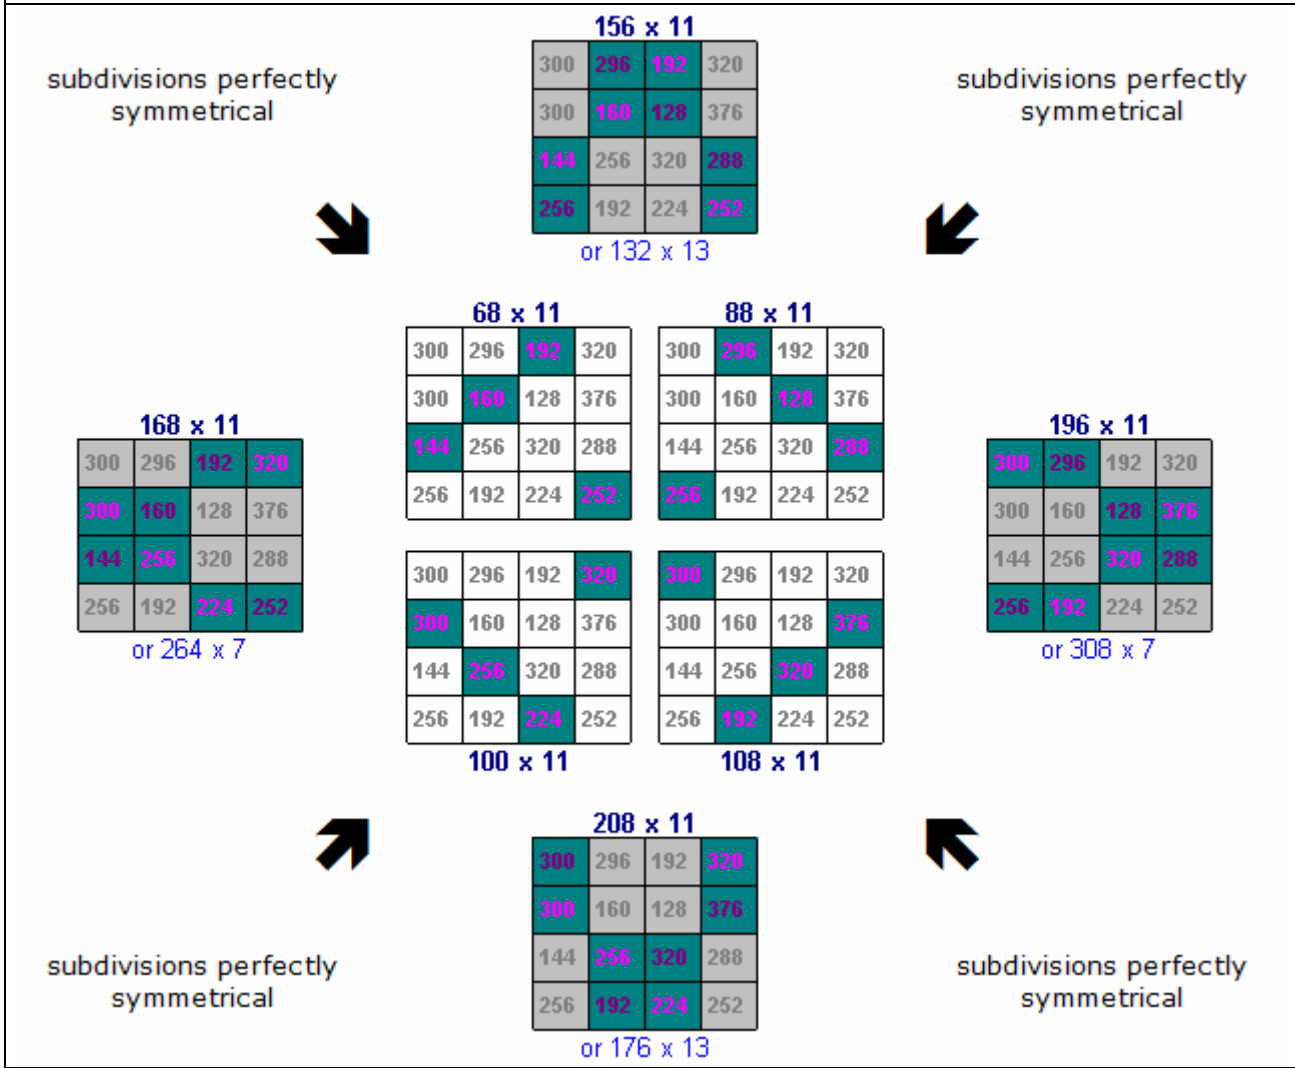 156 x 11
300 296 192 320
300 160 128 376
144 256 320 288
256 192 224 252
or 132 x 13
subdivisions perfectly
symmetrical
subdivisions perfectly
symmetrical
68 x 11
300 296 192 320
300 160 128 376
144 256 320 288
256 192 224 252
88 x 11
300 296 192 320
300 160 128 376
144 256 320 288
256 192 224 252
168 x 11
300 296 192 320
300 160 128 376
144 256 320 288
256 192 224 252
or 264 x 7
196 x 11
300 296 192 320
300 160 128 376
144 256 320 288
256 192 224 252
or 308 x 7
300 296 192 320
300 160 128 376
144 256 320 288
256 192 224 252
100 x 11
300 296 192 320
300 160 128 376
144 256 320 288
256 192 224 252
108 x 11
208 x 11
300 296 192 320
300 160 128 376
144 256 320 288
256 192 224 252
or 176 x 13
subdivisions perfectly
symmetrical
subdivisions perfectly
symmetrical